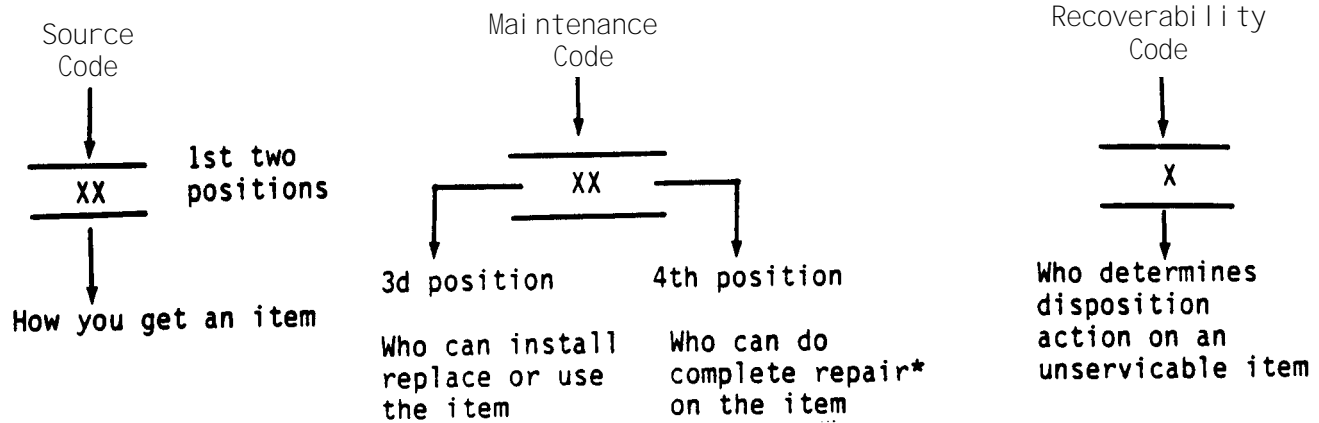 Source
Code
XX
1st two
positions
How you get an item
Maintenance
Code
XX
3d position
Who can install
replace or use
the item
4th position
Who can do
complete repair*
on the item
Recoverability
Code
X
Who determines
disposition
action on an
unservicable item